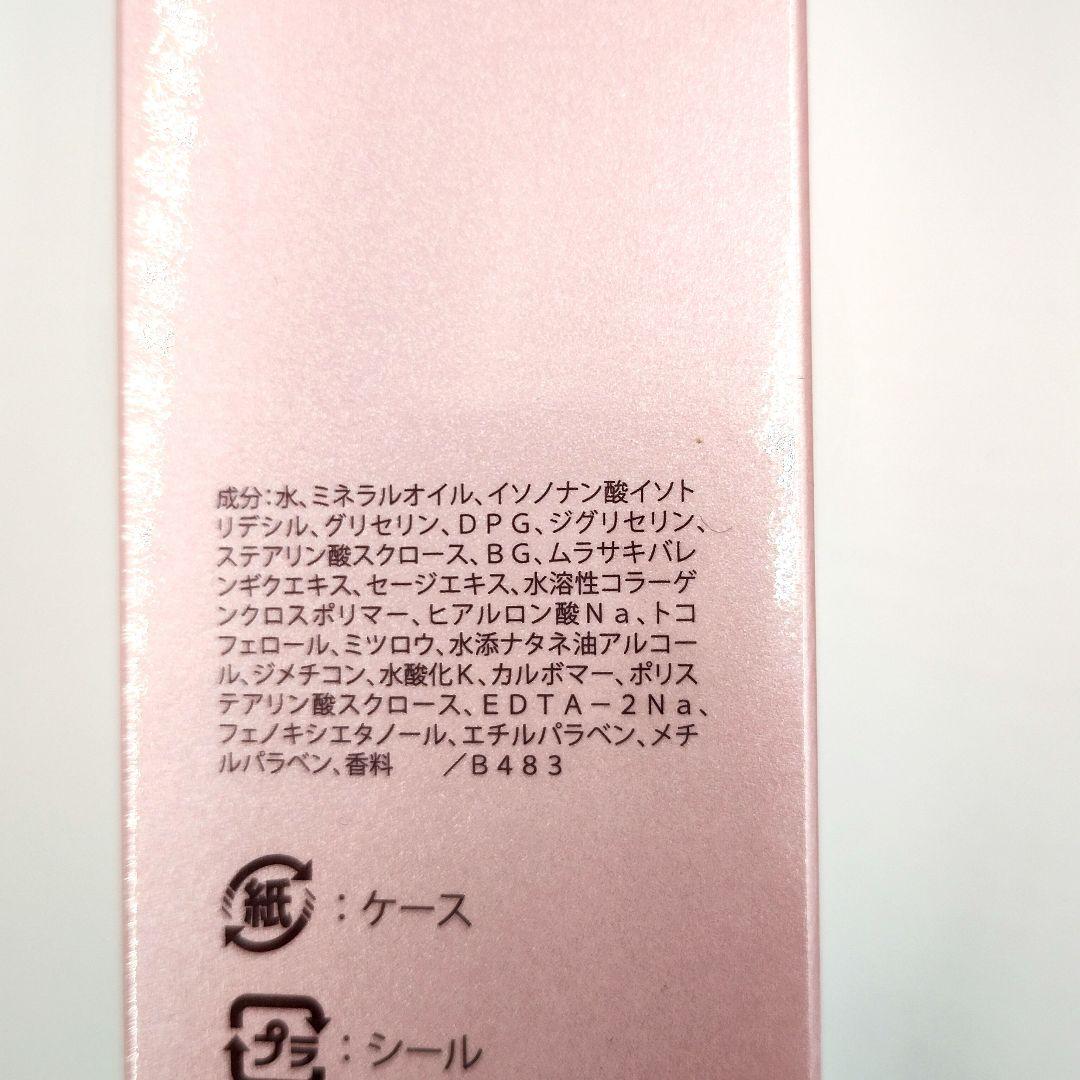 成分:水、ミネラルオイル、イソノナン酸イソト
リデシル、グリセリン、DPG、ジグリセリン、
ステアリン酸スクロース、BG、ムラサキバレ
ンギクエキス、セージエキス、水溶性コラーゲ
ンクロスポリマー、ヒアルロン酸Na、トコ
フェロール、ミツロウ、水添ナタネ油アルコー
ル、ジメチコン、水酸化K、カルボマー、ポリス
テアリン酸スクロース、EDTA-2Na、
フェノキシエタノール、エチルパラベン、メチ
ルパラベン、香料 /B483
紙:ケース
プラ:シール